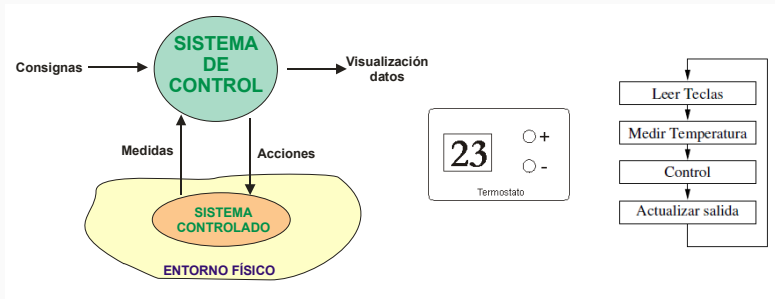 SISTEMA
DE
CONTROL
Consignas
Visualización
datos
Medidas
Acciones
SISTEMA
CONTROLADO
ENTORNO FÍSICO
23
+
-
Termostato
Leer Teclas
Medir Temperatura
Control
Actualizar salida